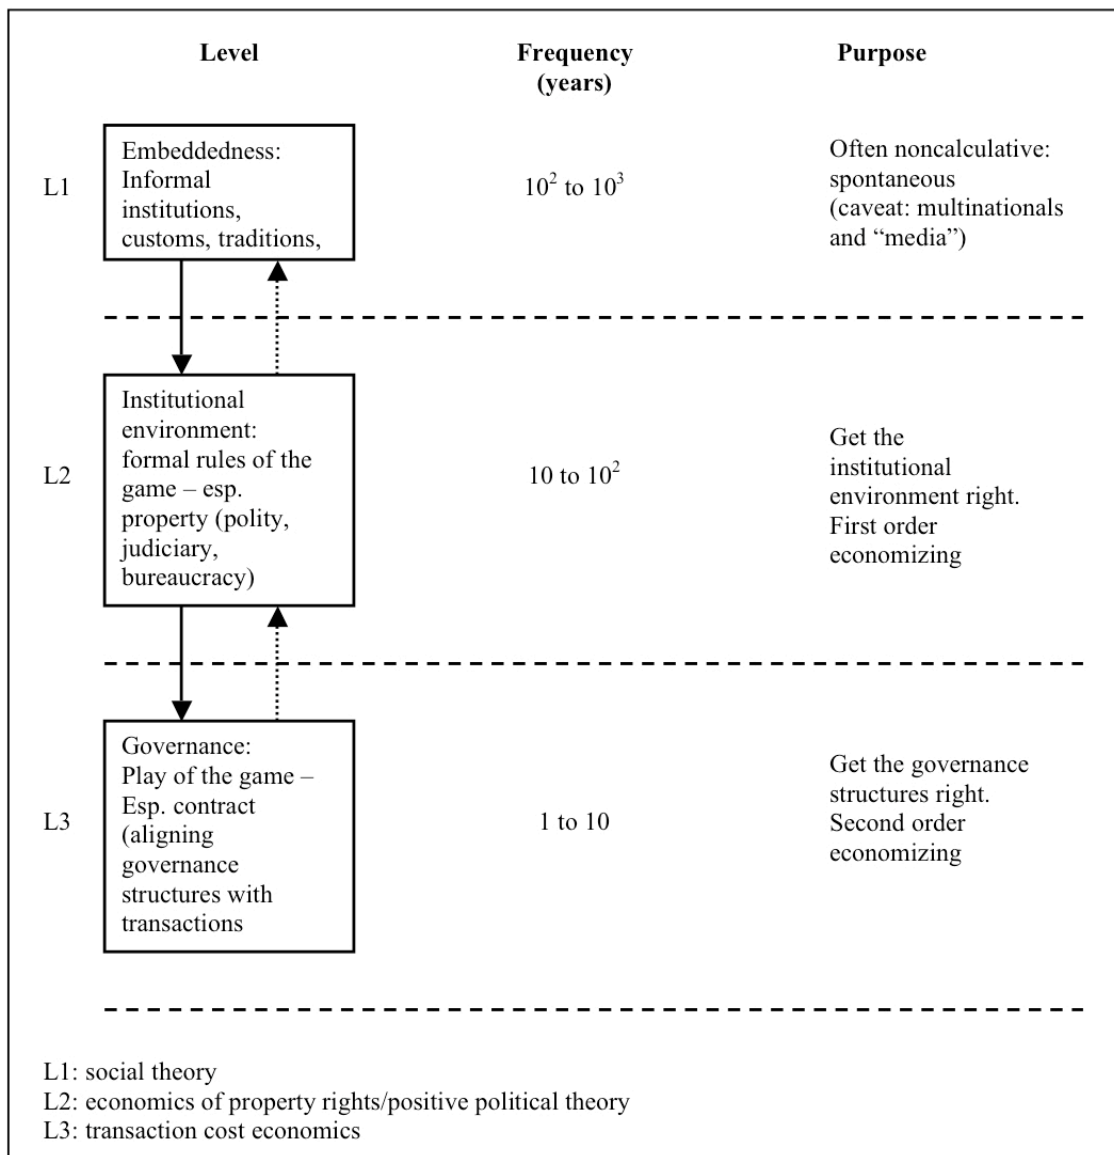 Level
Frequency
(years)
Purpose
L1
Embeddedness:
Informal
institutions,
customs, traditions,
10² to 10³
Often noncalculative:
spontaneous
(caveat: multinationals
and “media”)
L2
Institutional
environment:
formal rules of the
game – esp.
property (polity,
judiciary,
bureaucracy)
10 to 10²
Get the
institutional
environment right.
First order
economizing
L3
Governance:
Play of the game –
Esp. contract
(aligning
governance
structures with
transactions
1 to 10
Get the governance
structures right.
Second order
economizing
L1: social theory
L2: economics of property rights/positive political theory
L3: transaction cost economics